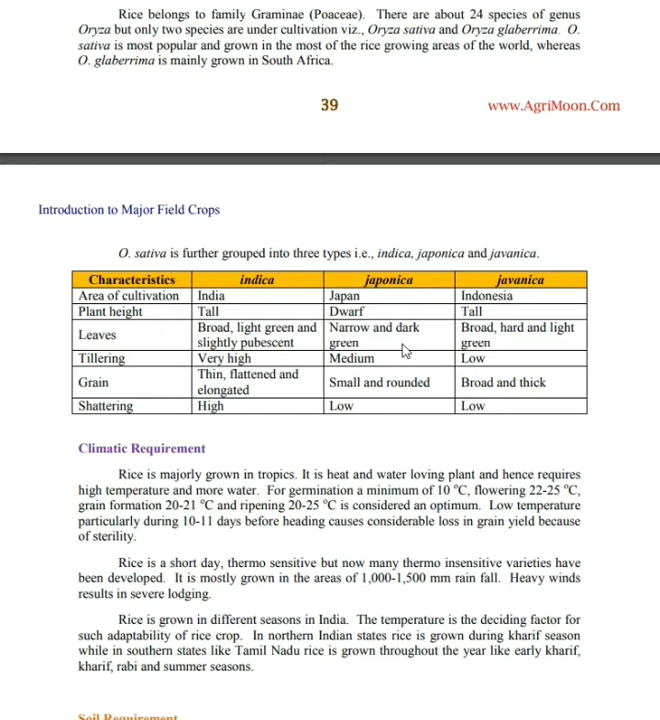 Rice belongs to family Graminae (Poaceae). There are about 24 species of genus
Oryza but only two species are under cultivation viz., Oryza sativa and Oryza glaberrima. O.
sativa is most popular and grown in the most of the rice growing areas of the world, whereas
O. glaberrima is mainly grown in South Africa.
39 www.AgriMoon.Com
Introduction to Major Field Crops
O. sativa is further grouped into three types i.e., indica, japonica and javanica.
Characteristics indica japonica javanica
Area of cultivation India Japan Indonesia
Plant height Tall Dwarf Tall
Leaves Broad, light green and slightly pubescent Narrow and dark green Broad, hard and light green
Tillering Very high Medium Low
Grain Thin, flattened and elongated Small and rounded Broad and thick
Shattering High Low Low
Climatic Requirement
Rice is majorly grown in tropics. It is heat and water loving plant and hence requires
high temperature and more water. For germination a minimum of 10 °C, flowering 22-25 °C,
grain formation 20-21 °C and ripening 20-25 °C is considered an optimum. Low temperature
particularly during 10-11 days before heading causes considerable loss in grain yield because
of sterility.
Rice is a short day, thermo sensitive but now many thermo insensitive varieties have
been developed. It is mostly grown in the areas of 1,000-1,500 mm rain fall. Heavy winds
results in severe lodging.
Rice is grown in different seasons in India. The temperature is the deciding factor for
such adaptability of rice crop. In northern Indian states rice is grown during kharif season
while in southern states like Tamil Nadu rice is grown throughout the year like early kharif,
kharif, rabi and summer seasons.
Soil Requirement